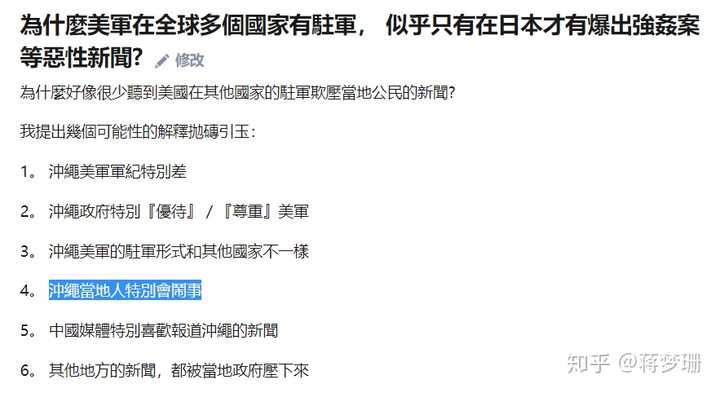 為什麼美軍在全球多個國家有駐軍， 似乎只有在日本才有爆出強姦案
等惡性新聞? 修改
為什麼好像很少聽到美國在其他國家的駐軍欺壓當地公民的新聞?
我提出幾個可能性的解釋拋磚引玉:
1。 沖繩美軍軍紀特別差
2。 沖繩政府特別『優待』 / 『尊重』美軍
3。 沖繩美軍的駐軍形式和其他國家不一樣
4。 沖繩當地人特別會鬧事
5。 中國媒體特別喜歡報道沖繩的新聞
6。 其他地方的新聞，都被當地政府壓下來
知乎 @蒋梦珊